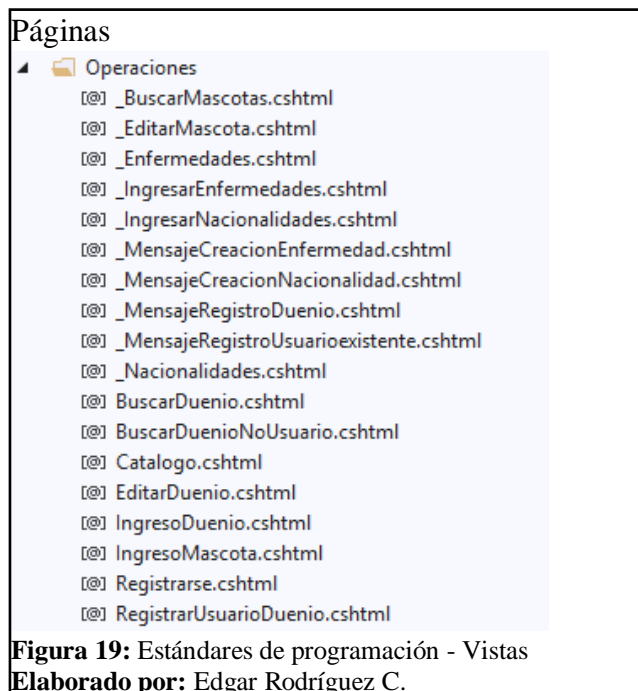 Páginas
Operaciones
[@] _BuscarMascotas.cshtml
[@] _EditarMascota.cshtml
[@] _Enfermedades.cshtml
[@] _IngresarEnfermedades.cshtml
[@] _IngresarNacionalidades.cshtml
[@] _MensajeCreacionEnfermedad.cshtml
[@] _MensajeCreacionNacionalidad.cshtml
[@] _MensajeRegistroDuenio.cshtml
[@] _MensajeRegistroUsuarioexistente.cshtml
[@] _Nacionalidades.cshtml
[@] BuscarDuenio.cshtml
[@] BuscarDuenioNoUsuario.cshtml
[@] Catalogo.cshtml
[@] EditarDuenio.cshtml
[@] IngresoDuenio.cshtml
[@] IngresoMascota.cshtml
[@] Registrarse.cshtml
[@] RegistrarUsuarioDuenio.cshtml
Figura 19: Estándares de programación - Vistas
Elaborado por: Edgar Rodríguez C.